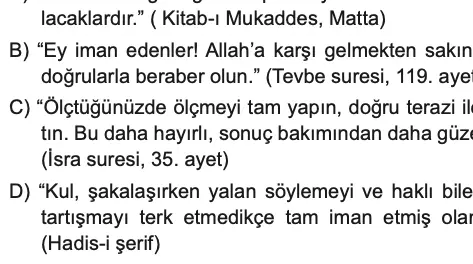 lacaklardır.” ( Kitab-ı Mukaddes, Matta)
B) “Ey iman edenler! Allah’a karşı gelmekten sakın
doğrularla beraber olun.” (Tevbe suresi, 119. aye
C) “Ölçtüğünüzde ölçmeyi tam yapın, doğru terazi il
tın. Bu daha hayırlı, sonuç bakımından daha güze
(İsra suresi, 35. ayet)
D) “Kul, şakalaşırken yalan söylemeyi ve haklı bile
tartışmayı terk etmedikçe tam iman etmiş olar
(Hadis-i şerif)